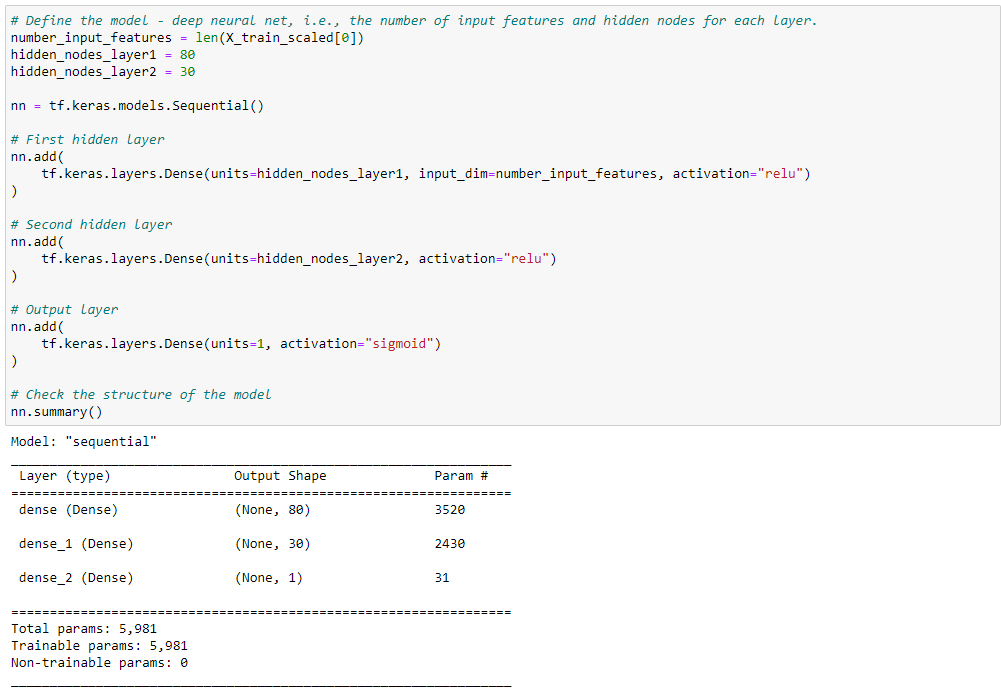 # Define the model - deep neural net, i.e., the number of input features and hidden nodes for each layer.
number_input_features = len(X_train_scaled[0])
hidden_nodes_layer1 = 80
hidden_nodes_layer2 = 30
nn = tf.keras.models.Sequential()
# First hidden layer
nn.add(
    tf.keras.layers.Dense(units=hidden_nodes_layer1, input_dim=number_input_features, activation="relu")
)
# Second hidden layer
nn.add(
    tf.keras.layers.Dense(units=hidden_nodes_layer2, activation="relu")
)
# Output layer
nn.add(
    tf.keras.layers.Dense(units=1, activation="sigmoid")
)
# Check the structure of the model
nn.summary()
Model: "sequential"
_________________________________________________________________
 Layer (type)                Output Shape              Param #
=================================================================
 dense (Dense)               (None, 80)                3520
 dense_1 (Dense)             (None, 30)                2430
 dense_2 (Dense)             (None, 1)                 31
=================================================================
Total params: 5,981
Trainable params: 5,981
Non-trainable params: 0
_________________________________________________________________